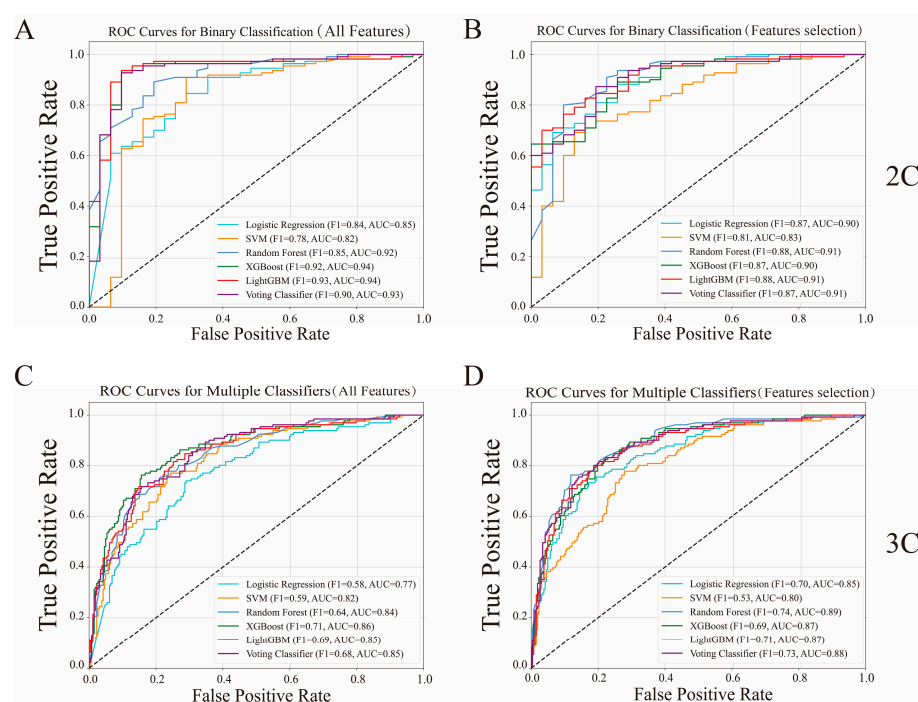 A
ROC Curves for Binary Classification (All Features)
True Positive Rate
1.0
0.8
0.6
0.4
0.2
0.0
Logistic Regression (F1=0.84, AUC=0.85)
SVM (F1=0.78, AUC=0.82)
Random Forest (F1=0.85, AUC=0.92)
XGBoost (F1=0.92, AUC=0.94)
LightGBM (F1=0.93, AUC=0.94)
Voting Classifier (F1=0.90, AUC=0.93)
0.0 0.2 0.4 0.6 0.8 1.0
False Positive Rate
B
ROC Curves for Binary Classification (Features selection)
True Positive Rate
1.0
0.8
0.6
0.4
0.2
0.0
Logistic Regression (F1=0.87, AUC=0.90)
SVM (F1=0.81, AUC=0.83)
Random Forest (F1=0.88, AUC=0.91)
XGBoost (F1=0.87, AUC=0.90)
LightGBM (F1=0.88, AUC=0.91)
Voting Classifier (F1=0.87, AUC=0.91)
0.0 0.2 0.4 0.6 0.8 1.0
False Positive Rate
2C
C
ROC Curves for Multiple Classifiers (All Features)
True Positive Rate
1.0
0.8
0.6
0.4
0.2
0.0
Logistic Regression (F1=0.58, AUC=0.77)
SVM (F1=0.59, AUC=0.82)
Random Forest (F1=0.64, AUC=0.84)
XGBoost (F1=0.71, AUC=0.86)
LightGBM (F1=0.69, AUC=0.85)
Voting Classifier (F1=0.68, AUC=0.85)
0.0 0.2 0.4 0.6 0.8 1.0
False Positive Rate
D
ROC Curves for Multiple Classifiers (Features selection)
True Positive Rate
1.0
0.8
0.6
0.4
0.2
0.0
Logistic Regression (F1=0.70, AUC=0.85)
SVM (F1=0.53, AUC=0.80)
Random Forest (F1=0.74, AUC=0.89)
XGBoost (F1=0.69, AUC=0.87)
LightGBM (F1=0.71, AUC=0.87)
Voting Classifier (F1=0.73, AUC=0.88)
0.0 0.2 0.4 0.6 0.8 1.0
False Positive Rate
3C